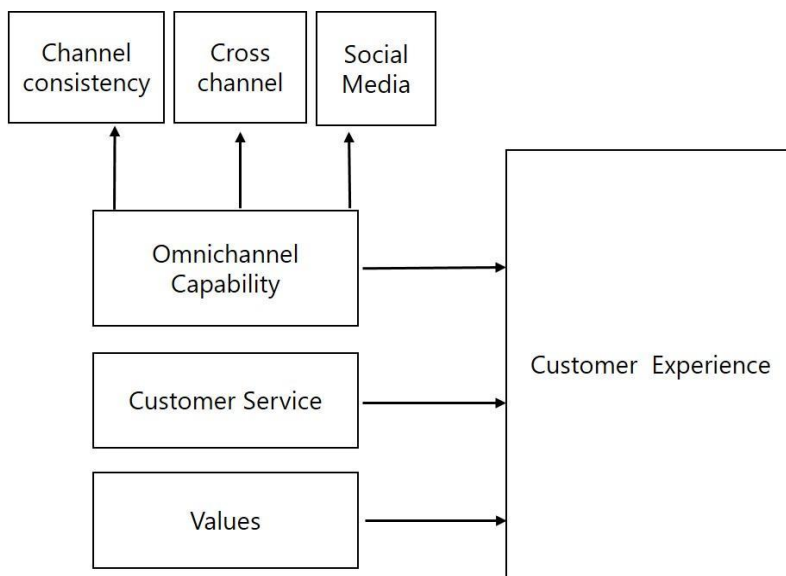 Channel
consistency
Cross
channel
Social
Media
Omnichannel
Capability
Customer Experience
Customer Service
Values